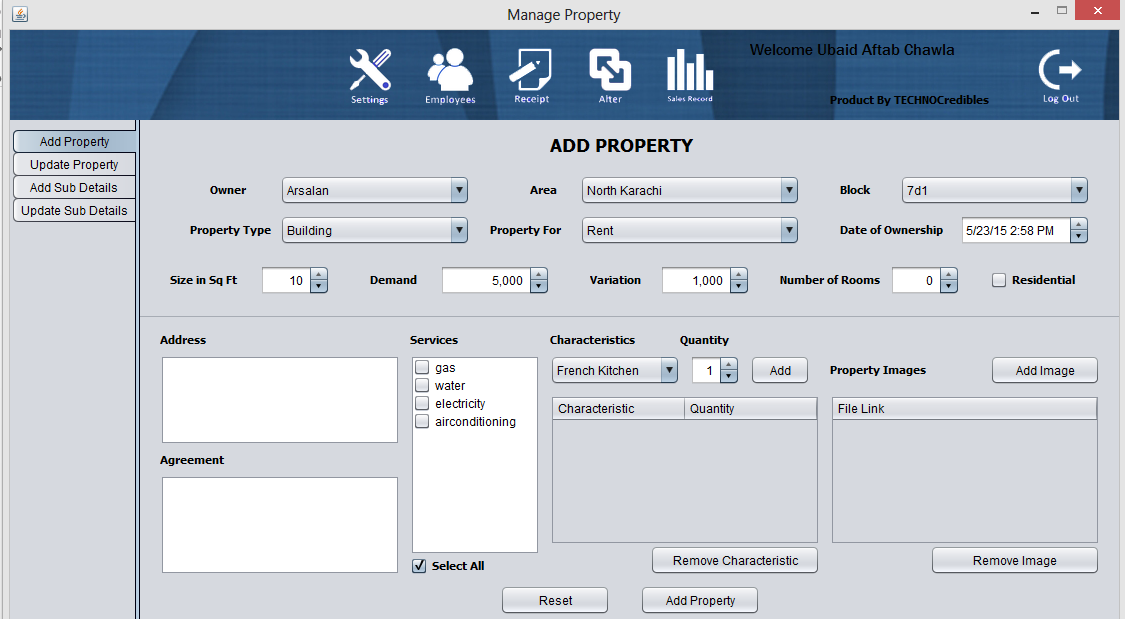 Manage Property
Settings
Employees
Receipt
Alter
Sales Record
Welcome Ubaid Aftab Chawla
Product By TECHNOCredibles
Log Out
Add Property
Update Property
Add Sub Details
Update Sub Details
ADD PROPERTY
Owner Arsalan Area North Karachi Block 7d1
Property Type Building Property For Rent Date of Ownership 5/23/15 2:58 PM
Size in Sq Ft 10 Demand 5,000 Variation 1,000 Number of Rooms 0 Residential
Address
Agreement
Services
gas
water
electricity
airconditioning
Select All
Characteristics Quantity
French Kitchen 1 Add
Characteristic Quantity
Remove Characteristic
Property Images Add Image
File Link
Remove Image
Reset Add Property